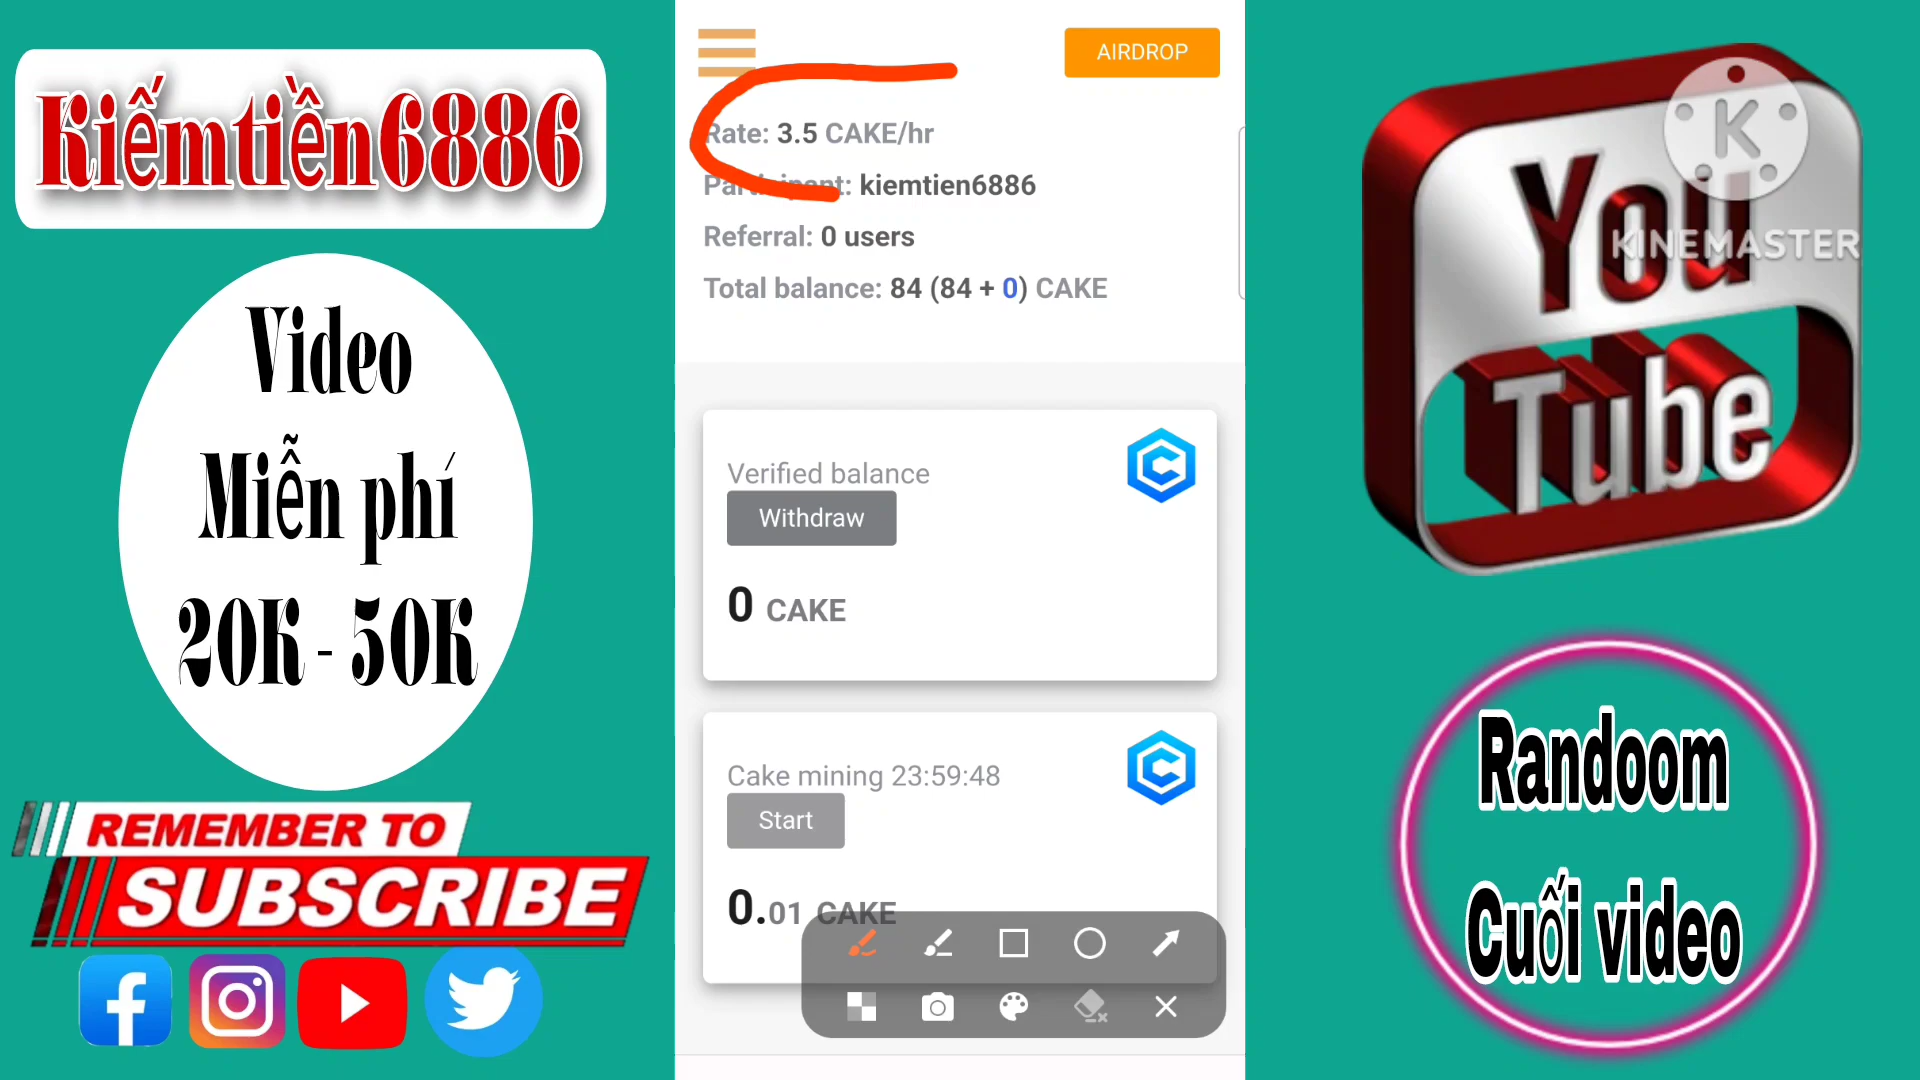 Kiếmtiền6886
Video
Miễn phí
20K - 50K
REMEMBER TO
SUBSCRIBE
AIRDROP
Rate: 3.5 CAKE/hr
Participant: kiemtien6886
Referral: 0 users
Total balance: 84 (84 + 0) CAKE
Verified balance
Withdraw
0 CAKE
Cake mining 23:59:48
Start
0.01 CAKE
You
Tube
K
KINEMASTER
Randoom
Cuối video